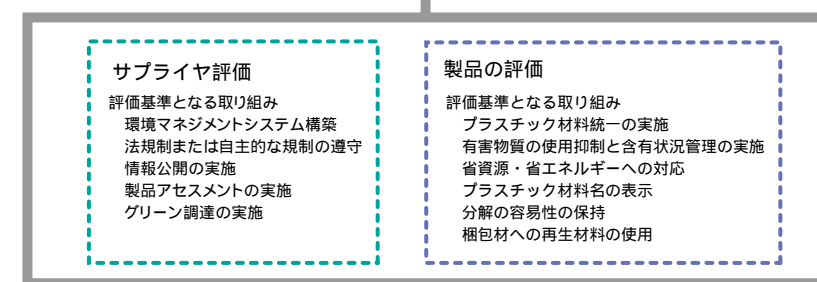 サプライヤ評価
評価基準となる取り組み
環境マネジメントシステム構築
法規制または自主的な規制の遵守
情報公開の実施
製品アセスメントの実施
グリーン調達の実施
製品の評価
評価基準となる取り組み
プラスチック材料統一の実施
有害物質の使用抑制と含有状況管理の実施
省資源・省エネルギーへの対応
プラスチック材料名の表示
分解の容易性の保持
梱包材への再生材料の使用